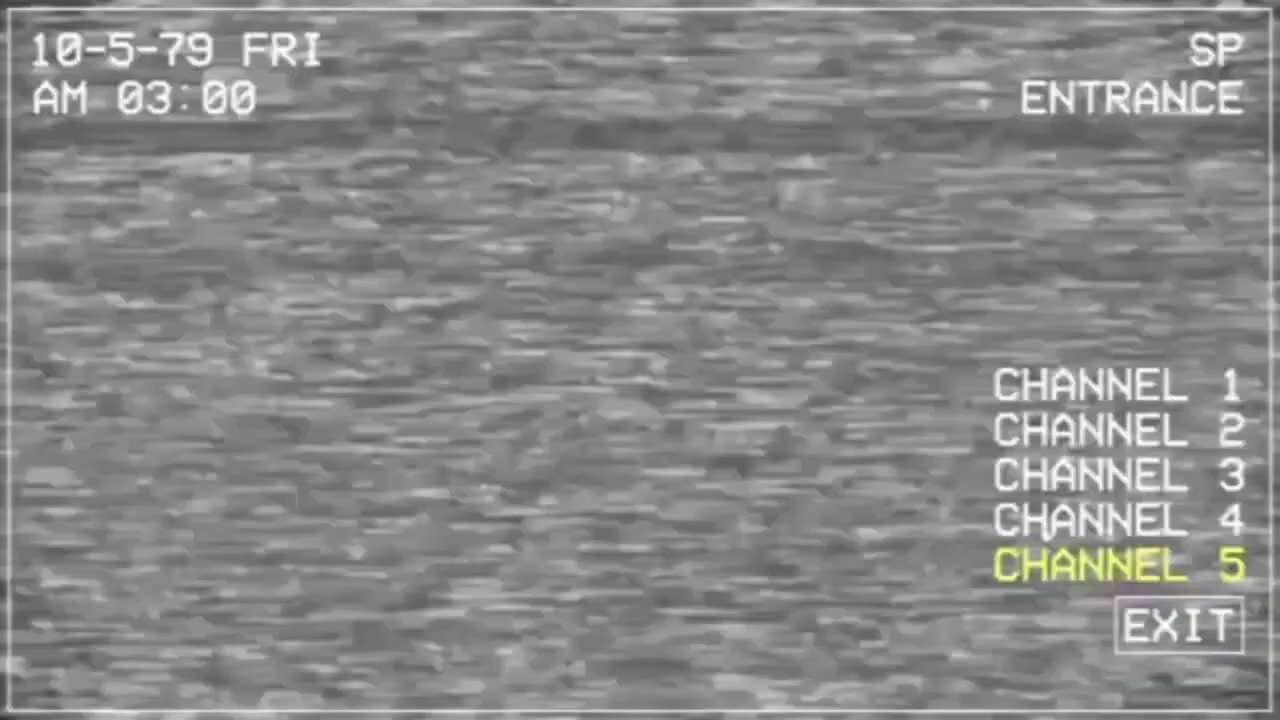 10-5-79 FRI
AM 03:00
SP
ENTRANCE
CHANNEL 1
CHANNEL 2
CHANNEL 3
CHANNEL 4
CHANNEL 5
EXIT